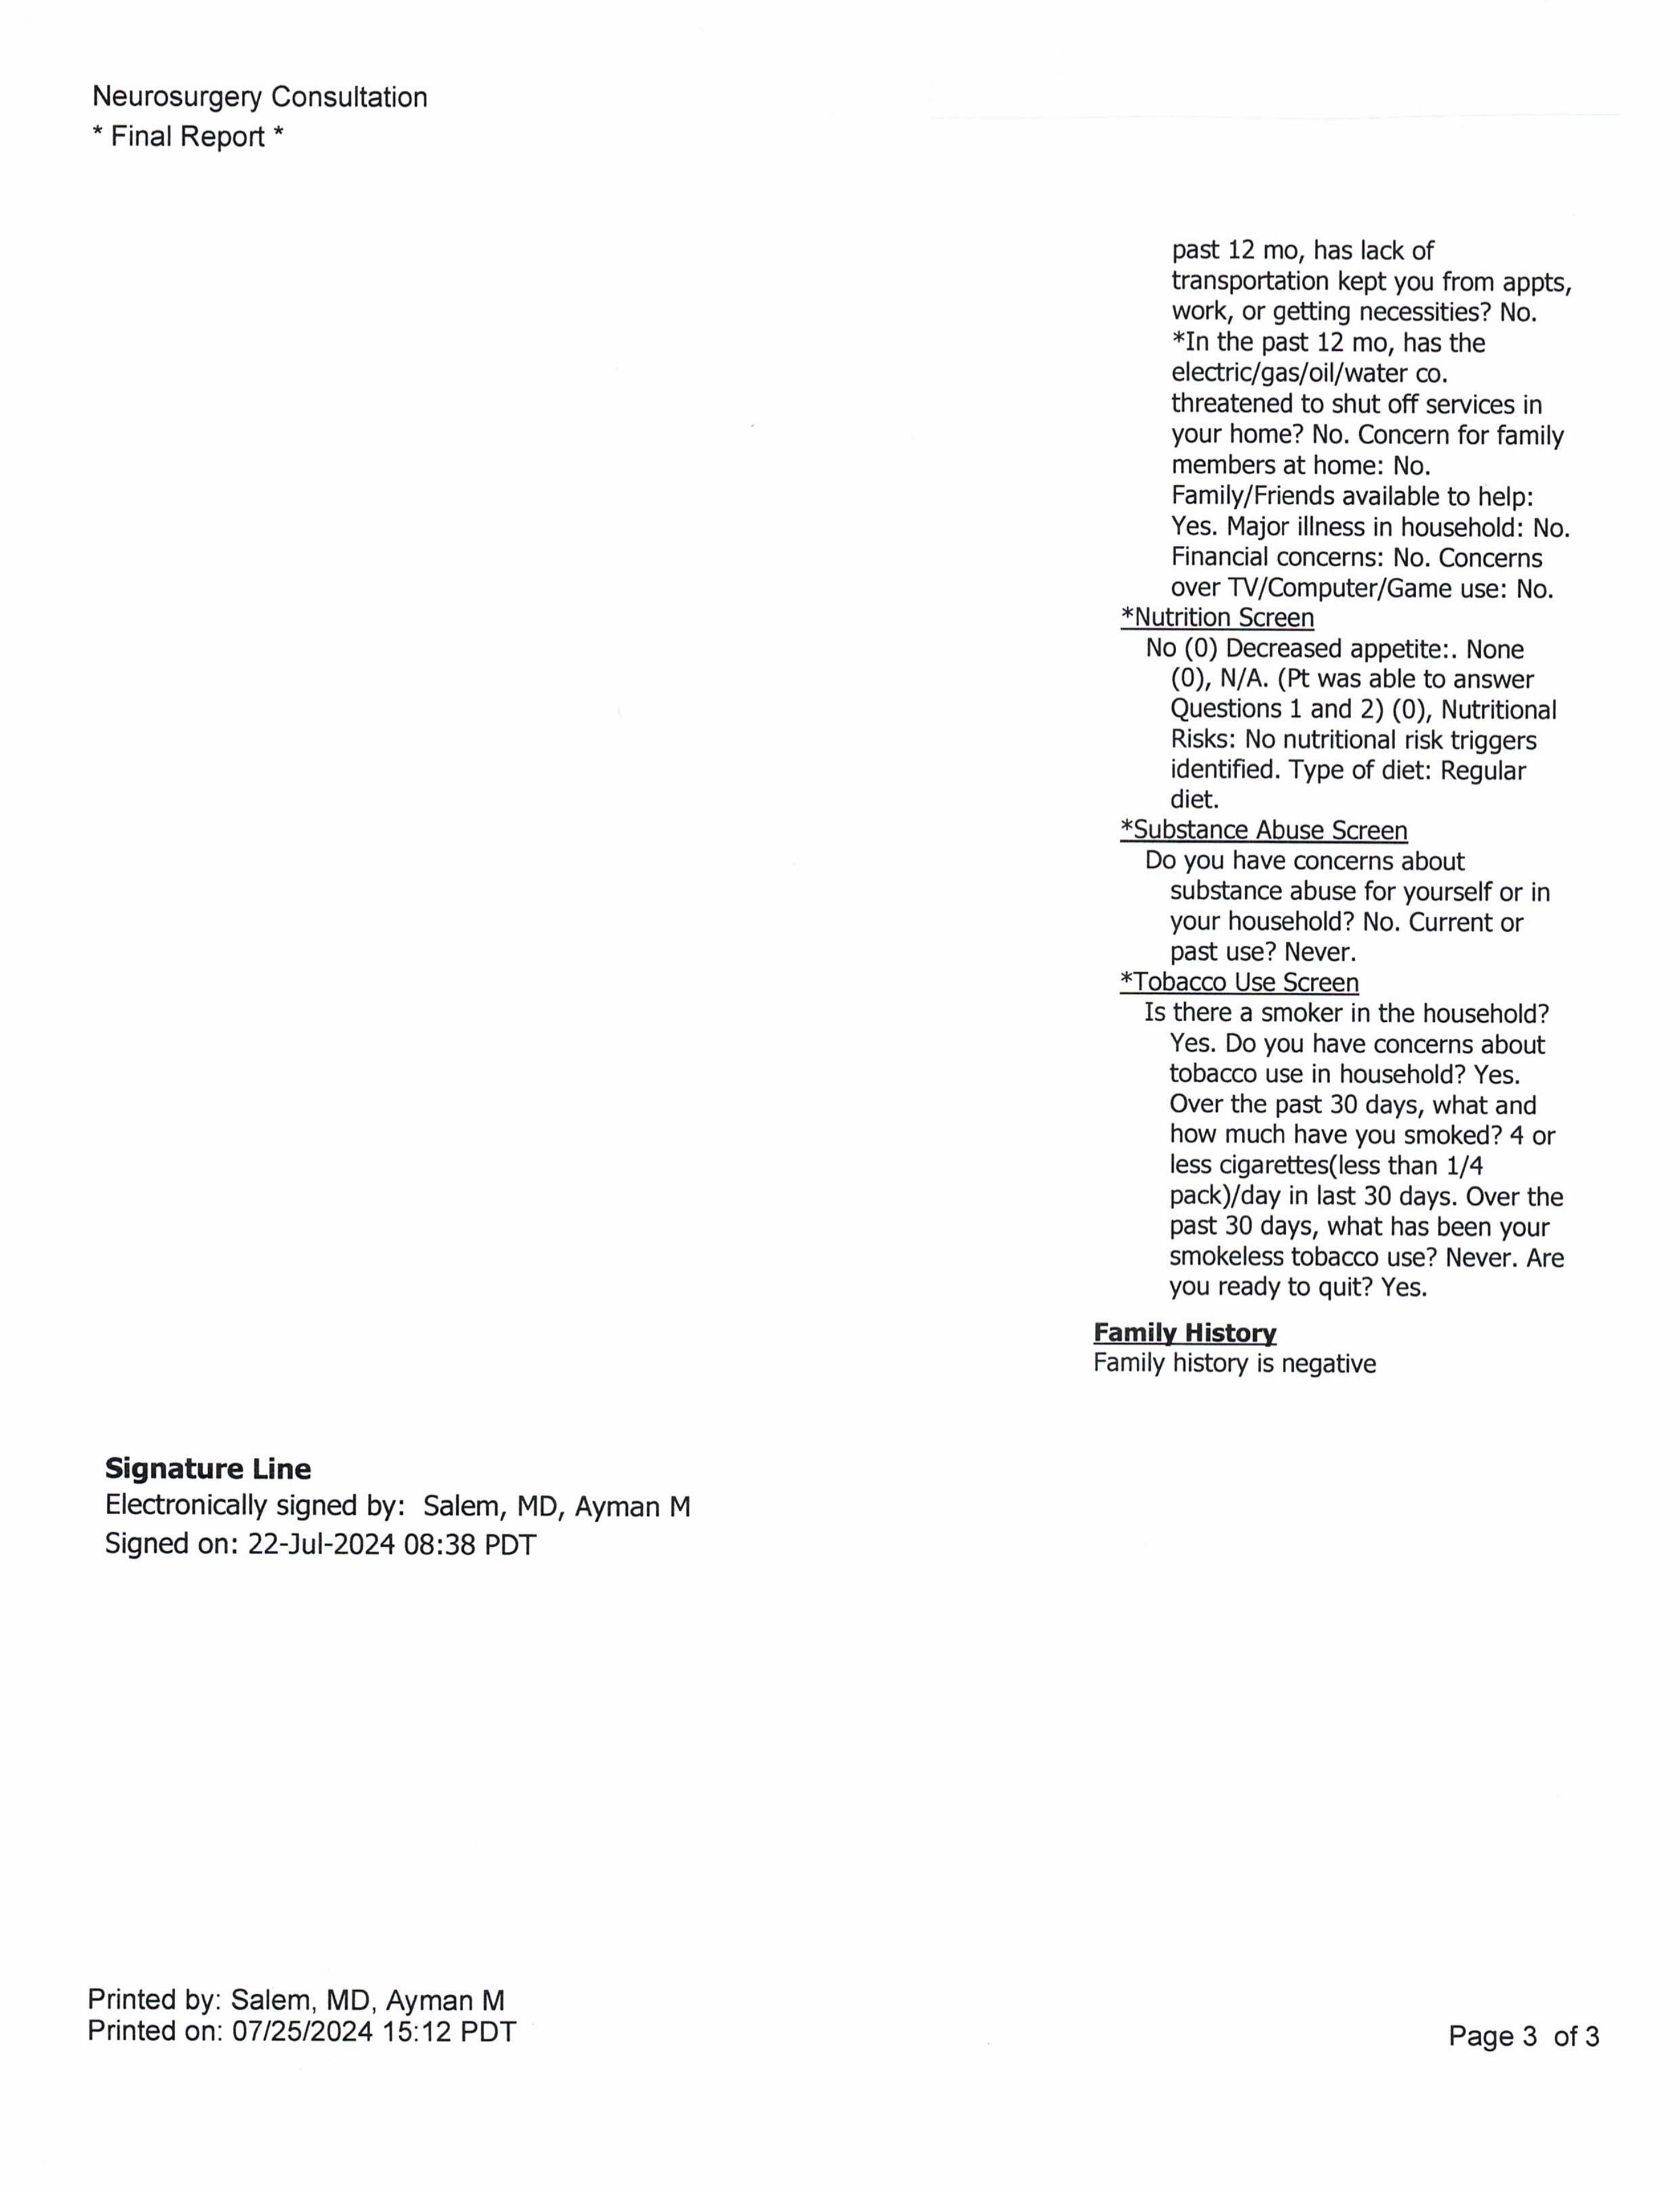 Neurosurgery Consultation
* Final Report *
past 12 mo, has lack of
transportation kept you from appts,
work, or getting necessities? No.
*In the past 12 mo, has the
electric/gas/oil/water co.
threatened to shut off services in
your home? No. Concern for family
members at home: No.
Family/Friends available to help:
Yes. Major illness in household: No.
Financial concerns: No. Concerns
over TV/Computer/Game use: No.
*Nutrition Screen
No (0) Decreased appetite:. None
(0), N/A. (Pt was able to answer
Questions 1 and 2) (0), Nutritional
Risks: No nutritional risk triggers
identified. Type of diet: Regular
diet.
*Substance Abuse Screen
Do you have concerns about
substance abuse for yourself or in
your household? No. Current or
past use? Never.
*Tobacco Use Screen
Is there a smoker in the household?
Yes. Do you have concerns about
tobacco use in household? Yes.
Over the past 30 days, what and
how much have you smoked? 4 or
less cigarettes(less than 1/4
pack)/day in last 30 days. Over the
past 30 days, what has been your
smokeless tobacco use? Never. Are
you ready to quit? Yes.
Family History
Family history is negative
Signature Line
Electronically signed by: Salem, MD, Ayman M
Signed on: 22-Jul-2024 08:38 PDT
Printed by: Salem, MD, Ayman M
Printed on: 07/25/2024 15:12 PDT
Page 3 of 3